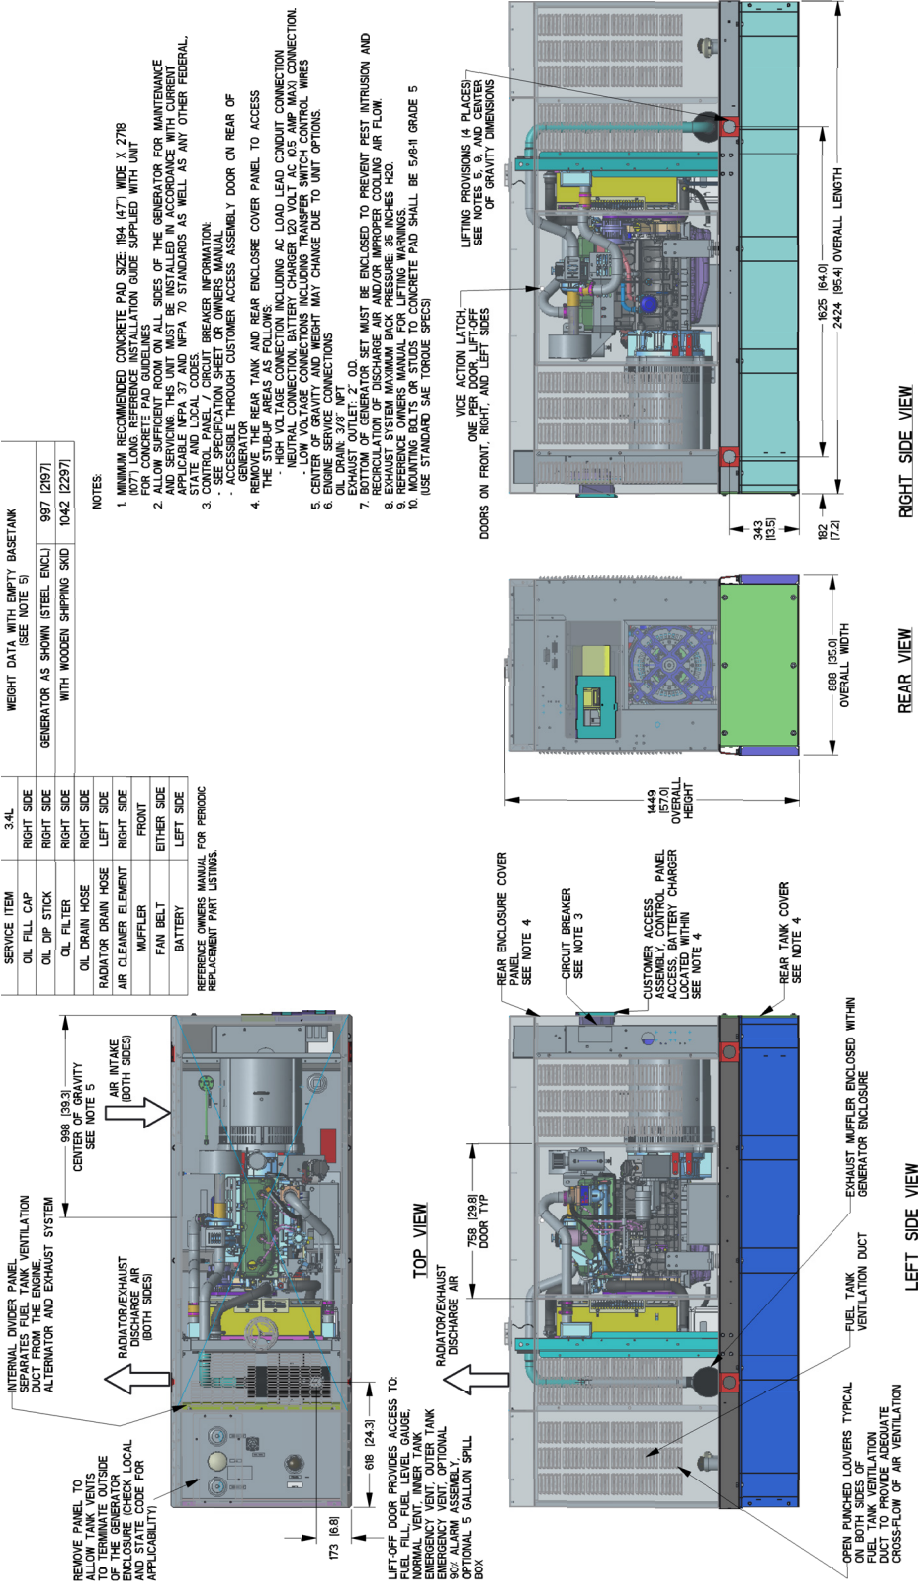 SERVICE ITEM 3.4L
OIL FILL CAP RIGHT SIDE
OIL DIP STICK RIGHT SIDE
OIL FILTER RIGHT SIDE
OIL DRAIN HOSE RIGHT SIDE
RADIATOR DRAIN HOSE LEFT SIDE
AIR CLEANER ELEMENT RIGHT SIDE
MUFFLER FRONT
FAN BELT EITHER SIDE
BATTERY LEFT SIDE
REFERENCE OWNERS MANUAL FOR PERIODIC
REPLACEMENT PART LISTINGS.
WEIGHT DATA WITH EMPTY BASETANK
(SEE NOTE 5)
GENERATOR AS SHOWN (STEEL ENCL) 997 [2197]
WITH WOODEN SHIPPING SKID 1042 [2297]
NOTES:
1. MINIMUM RECOMMENDED CONCRETE PAD SIZE: 1194 (47") WIDE X 2718
(107") LONG. REFERENCE INSTALLATION GUIDE SUPPLIED WITH UNIT
FOR CONCRETE PAD GUIDELINES
2. ALLOW SUFFICIENT ROOM ON ALL SIDES OF THE GENERATOR FOR MAINTENANCE
AND SERVICING. THIS UNIT MUST BE INSTALLED IN ACCORDANCE WITH CURRENT
APPLICABLE NFPA 37 AND NFPA 70 STANDARDS AS WELL AS ANY OTHER FEDERAL,
STATE AND LOCAL CODES.
3. CONTROL PANEL / CIRCUIT BREAKER INFORMATION:
- SEE SPECIFICATION SHEET OR OWNERS MANUAL
- ACCESSIBLE THROUGH CUSTOMER ACCESS ASSEMBLY DOOR ON REAR OF
GENERATOR
4. REMOVE THE REAR TANK AND REAR ENCLOSRE COVER PANEL TO ACCESS
THE STUB-UP AREAS AS FOLLOWS:
- HIGH VOLTAGE CONNECTION INCLUDING AC LOAD LEAD CONDUIT CONNECTION
NEUTRAL CONNECTION, BATTERY CHARGER 120 VOLT AC (0.5 AMP MAX) CONNECTION.
- LOW VOLTAGE CONNECTIONS INCLUDING TRANSFER SWITCH CONTROL WIRES
5. CENTER OF GRAVITY AND WEIGHT MAY CHANGE DUE TO UNIT OPTIONS.
6. ENGINE SERVICE CONNECTIONS
OIL DRAIN: 3/8" NPT
EXHAUST OUTLET: 2" O.D.
7. BOTTOM OF GENERATOR SET MUST BE ENCLOSED TO PREVENT PEST INTRUSION AND
RECIRCULATION OF DISCHARGE AIR AND/OR IMPROPER COOLING AIR FLOW.
8. EXHAUST SYSTEM MAXIMUM BACK PRESSURE: 35 INCHES H2O.
9. REFERENCE OWNERS MANUAL FOR LIFTING WARNINGS.
10. MOUNTING BOLTS OR STUDS TO CONCRETE PAD SHALL BE 5/8-11 GRADE 5
(USE STANDARD SAE TORQUE SPECS)
INTERNAL DIVIDER PANEL
SEPARATES FUEL TANK VENTILATION
DUCT FROM THE ENGINE,
ALTERNATOR AND EXHAUST SYSTEM
998 [39.3]
CENTER OF GRAVITY
SEE NOTE 5
AIR INTAKE
(BOTH SIDES)
RADIATOR/EXHAUST
DISCHARGE AIR
(BOTH SIDES)
REMOVE PANEL TO
ALLOW TANK VENTS
TO TERMINATE OUTSIDE
OF THE GENERATOR
ENCLOSURE (CHECK LOCAL
AND STATE CODE FOR
APPLICABILITY)
618 [24.3]
173 [6.8]
TOP VIEW
LIFT-OFF DOOR PROVIDES ACCESS TO:
FUEL FILL, FUEL LEVEL GAUGE,
NORMAL VENT, INNER TANK
EMERGENCY VENT, OUTER TANK
EMERGENCY VENT, OPTIONAL
90% ALARM ASSEMBLY,
OPTIONAL 5 GALLON SPILL
BOX
RADIATOR/EXHAUST
DISCHARGE AIR
758 [29.8]
DOOR TYP
REAR ENCLOSURE COVER
PANEL
SEE NOTE 4
CIRCUIT BREAKER
SEE NOTE 3
CUSTOMER ACCESS
ASSEMBLY, CONTROL PANEL
ACCESS, BATTERY CHARGER
LOCATED WITHIN
SEE NOTE 4
REAR TANK COVER
SEE NOTE 4
EXHAUST MUFFLER ENCLOSED WITHIN
GENERATOR ENCLOSURE
FUEL TANK
VENTILATION DUCT
OPEN PUNCHED LOUVERS TYPICAL
ON BOTH SIDES OF
FUEL TANK VENTILATION
DUCT TO PROVIDE ADEQUATE
CROSS-FLOW OF AIR VENTILATION
LEFT SIDE VIEW
1449
[57.0]
OVERALL
HEIGHT
888 [35.0]
OVERALL WIDTH
REAR VIEW
VICE ACTION LATCH,
ONE PER DOOR, LIFT-OFF
DOORS ON FRONT, RIGHT, AND LEFT SIDES
LIFTING PROVISIONS (4 PLACES)
SEE NOTES 5, 9, AND CENTER
OF GRAVITY DIMENSIONS
343
[13.5]
182
[7.2]
1625 [64.0]
2424 [95.4] OVERALL LENGTH
RIGHT SIDE VIEW